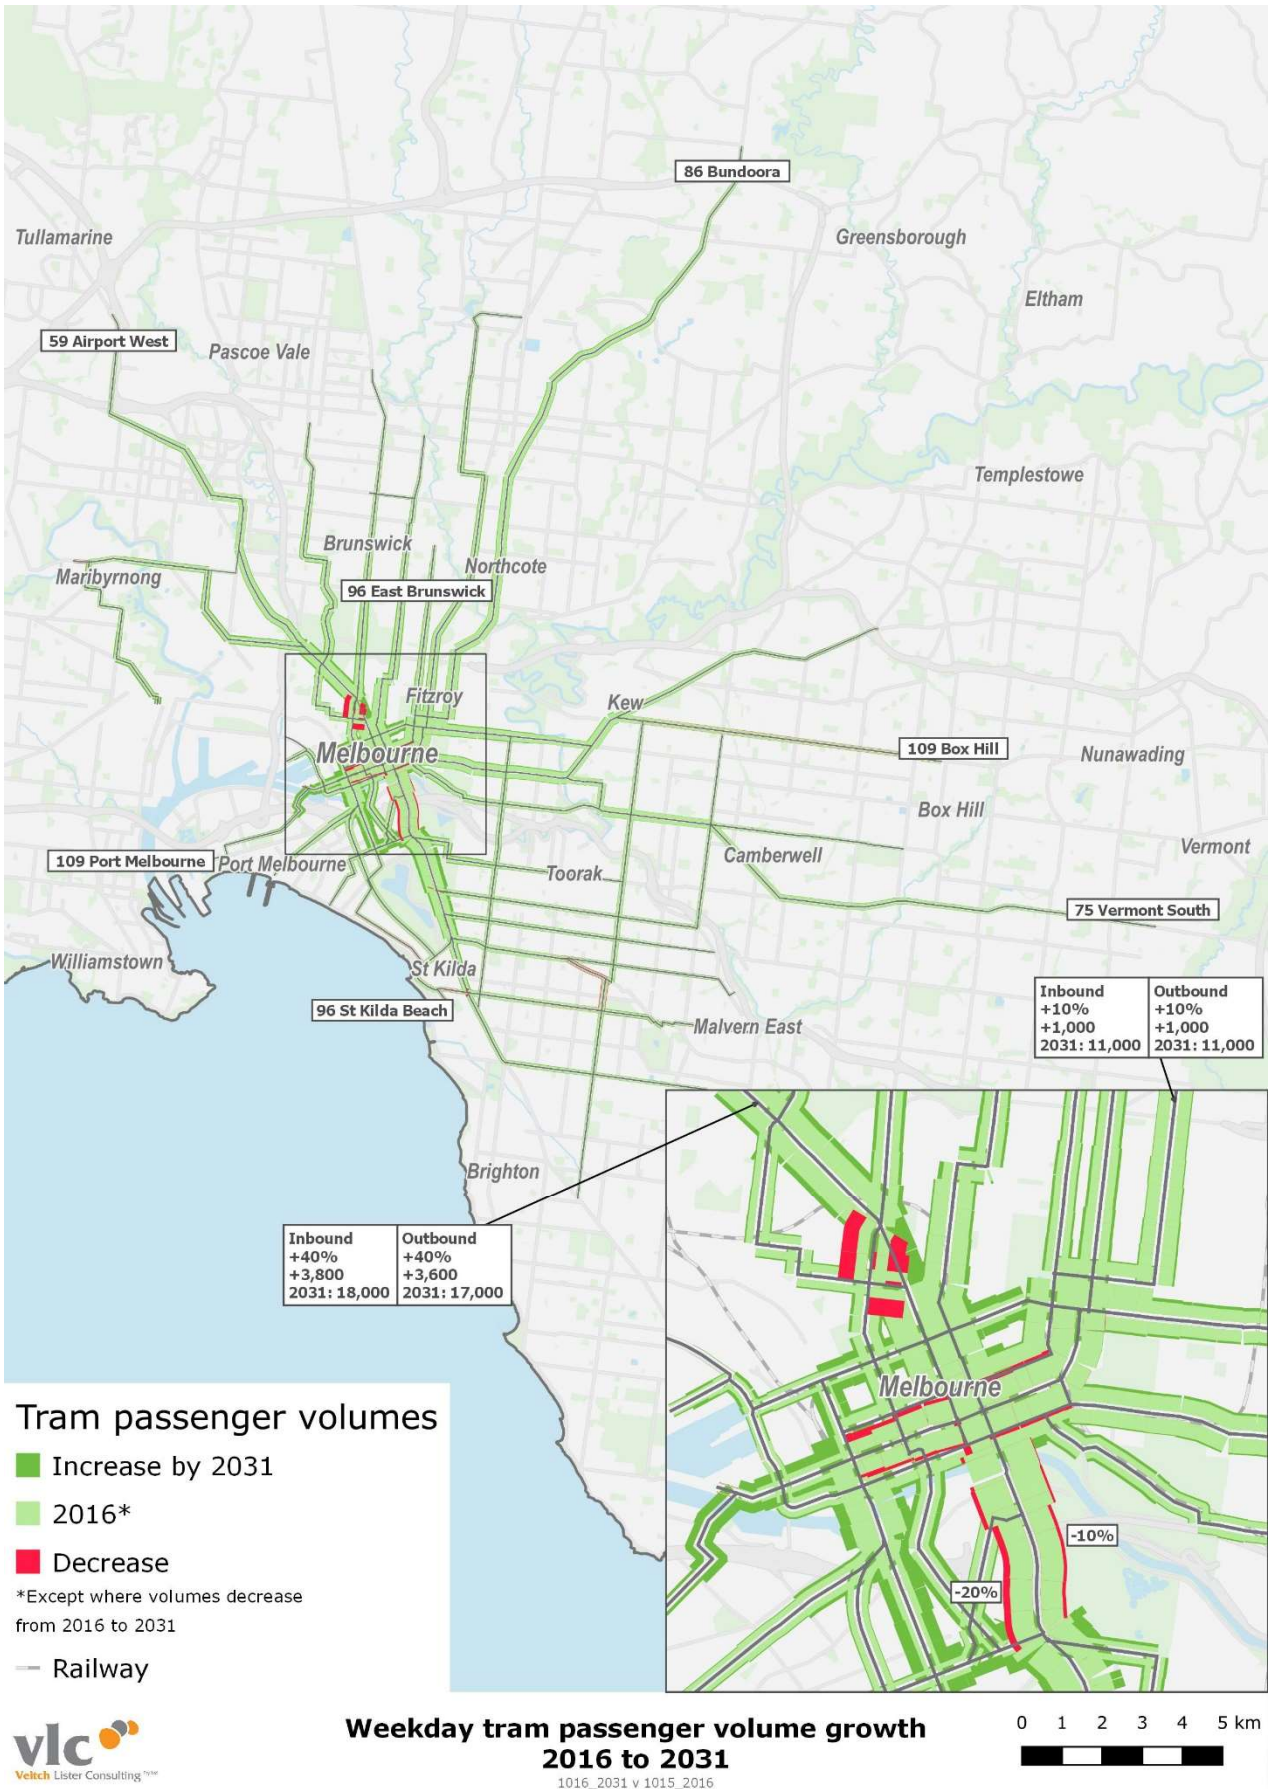 86 Bundoora
Tullamarine
Greensborough
Eltham
59 Airport West
Pascoe Vale
Templestowe
Brunswick
Northcote
Maribyrnong
96 East Brunswick
Fitzroy
Kew
Melbourne
109 Box Hill
Nunawading
Box Hill
Vermont
109 Port Melbourne
Port Melbourne
Toorak
Camberwell
75 Vermont South
Williamstown
St Kilda
96 St Kilda Beach
Malvern East
Inbound
+10%
+1,000
2031: 11,000
Outbound
+10%
+1,000
2031: 11,000
Brighton
Inbound
+40%
+3,800
2031: 18,000
Outbound
+40%
+3,600
2031: 17,000
Melbourne
-10%
-20%
Tram passenger volumes
Increase by 2031
2016*
Decrease
*Except where volumes decrease
from 2016 to 2031
Railway
vlc
Veitch Lister Consulting
Weekday tram passenger volume growth
2016 to 2031
1016_2031 v 1015_2016
0 1 2 3 4 5 km